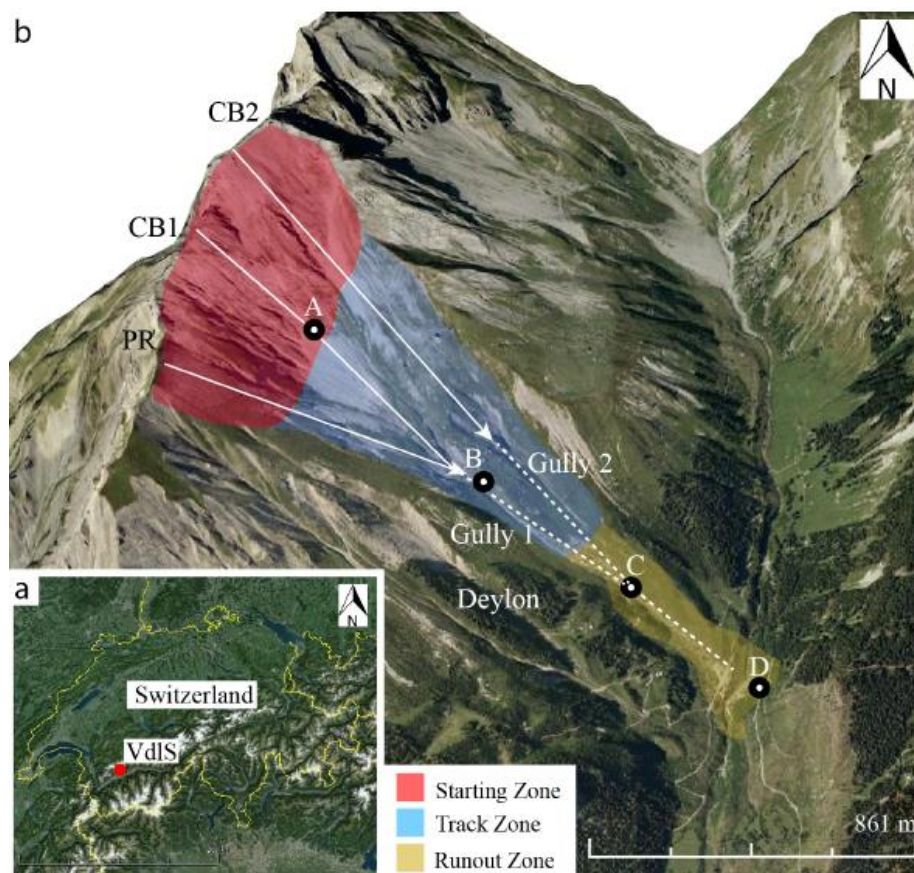 b
N
CB2
CB1
PR
A
B
Gully 2
Gully 1
C
Deylon
D
a
N
Switzerland
VdlS
Starting Zone
Track Zone
Runout Zone
861 m